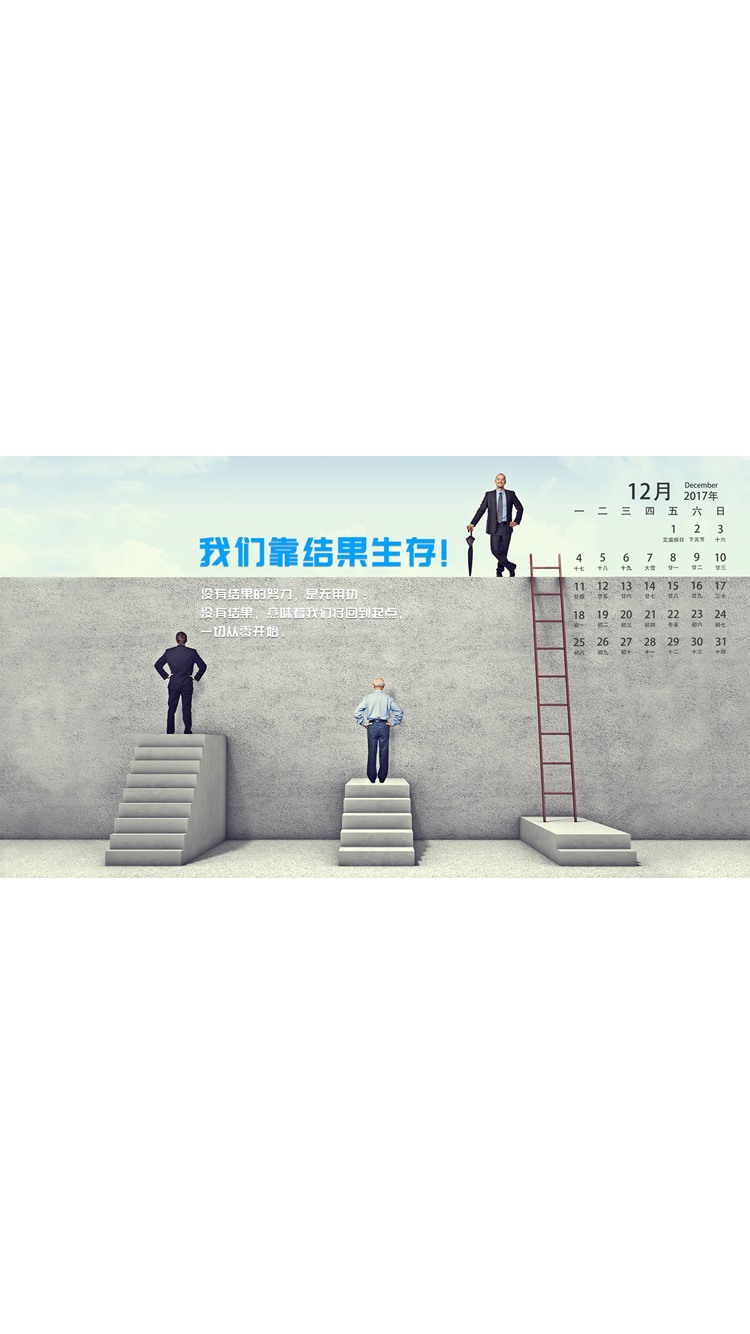 12月 December 2017年
一 二 三 四 五 六 日
1 2 3
艾滋病日 下元节 十六
我们靠结果生存!
4 5 6 7 8 9 10
十七 十八 十九 大雪 廿一 廿二 廿三
没有结果的努力，是无用功；
没有结果，意味着我们将回到起点，
一切从零开始。
11 12 13 14 15 16 17
廿四 廿五 廿六 廿七 廿八 廿九 三十
18 19 20 21 22 23 24
初一 初二 初三 初四 冬至 初六 初七
25 26 27 28 29 30 31
初八 初九 初十 十一 十二 十三 十四